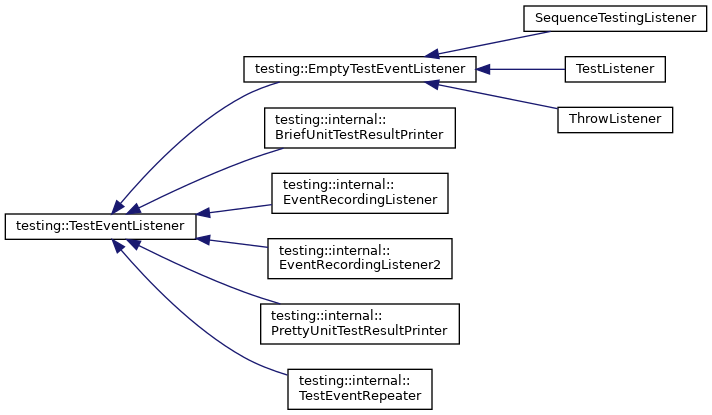 SequenceTestingListener
testing::EmptyTestEventListener
TestListener
ThrowListener
testing::internal::
BriefUnitTestResultPrinter
testing::internal::
EventRecordingListener
testing::TestEventListener
testing::internal::
EventRecordingListener2
testing::internal::
PrettyUnitTestResultPrinter
testing::internal::
TestEventRepeater